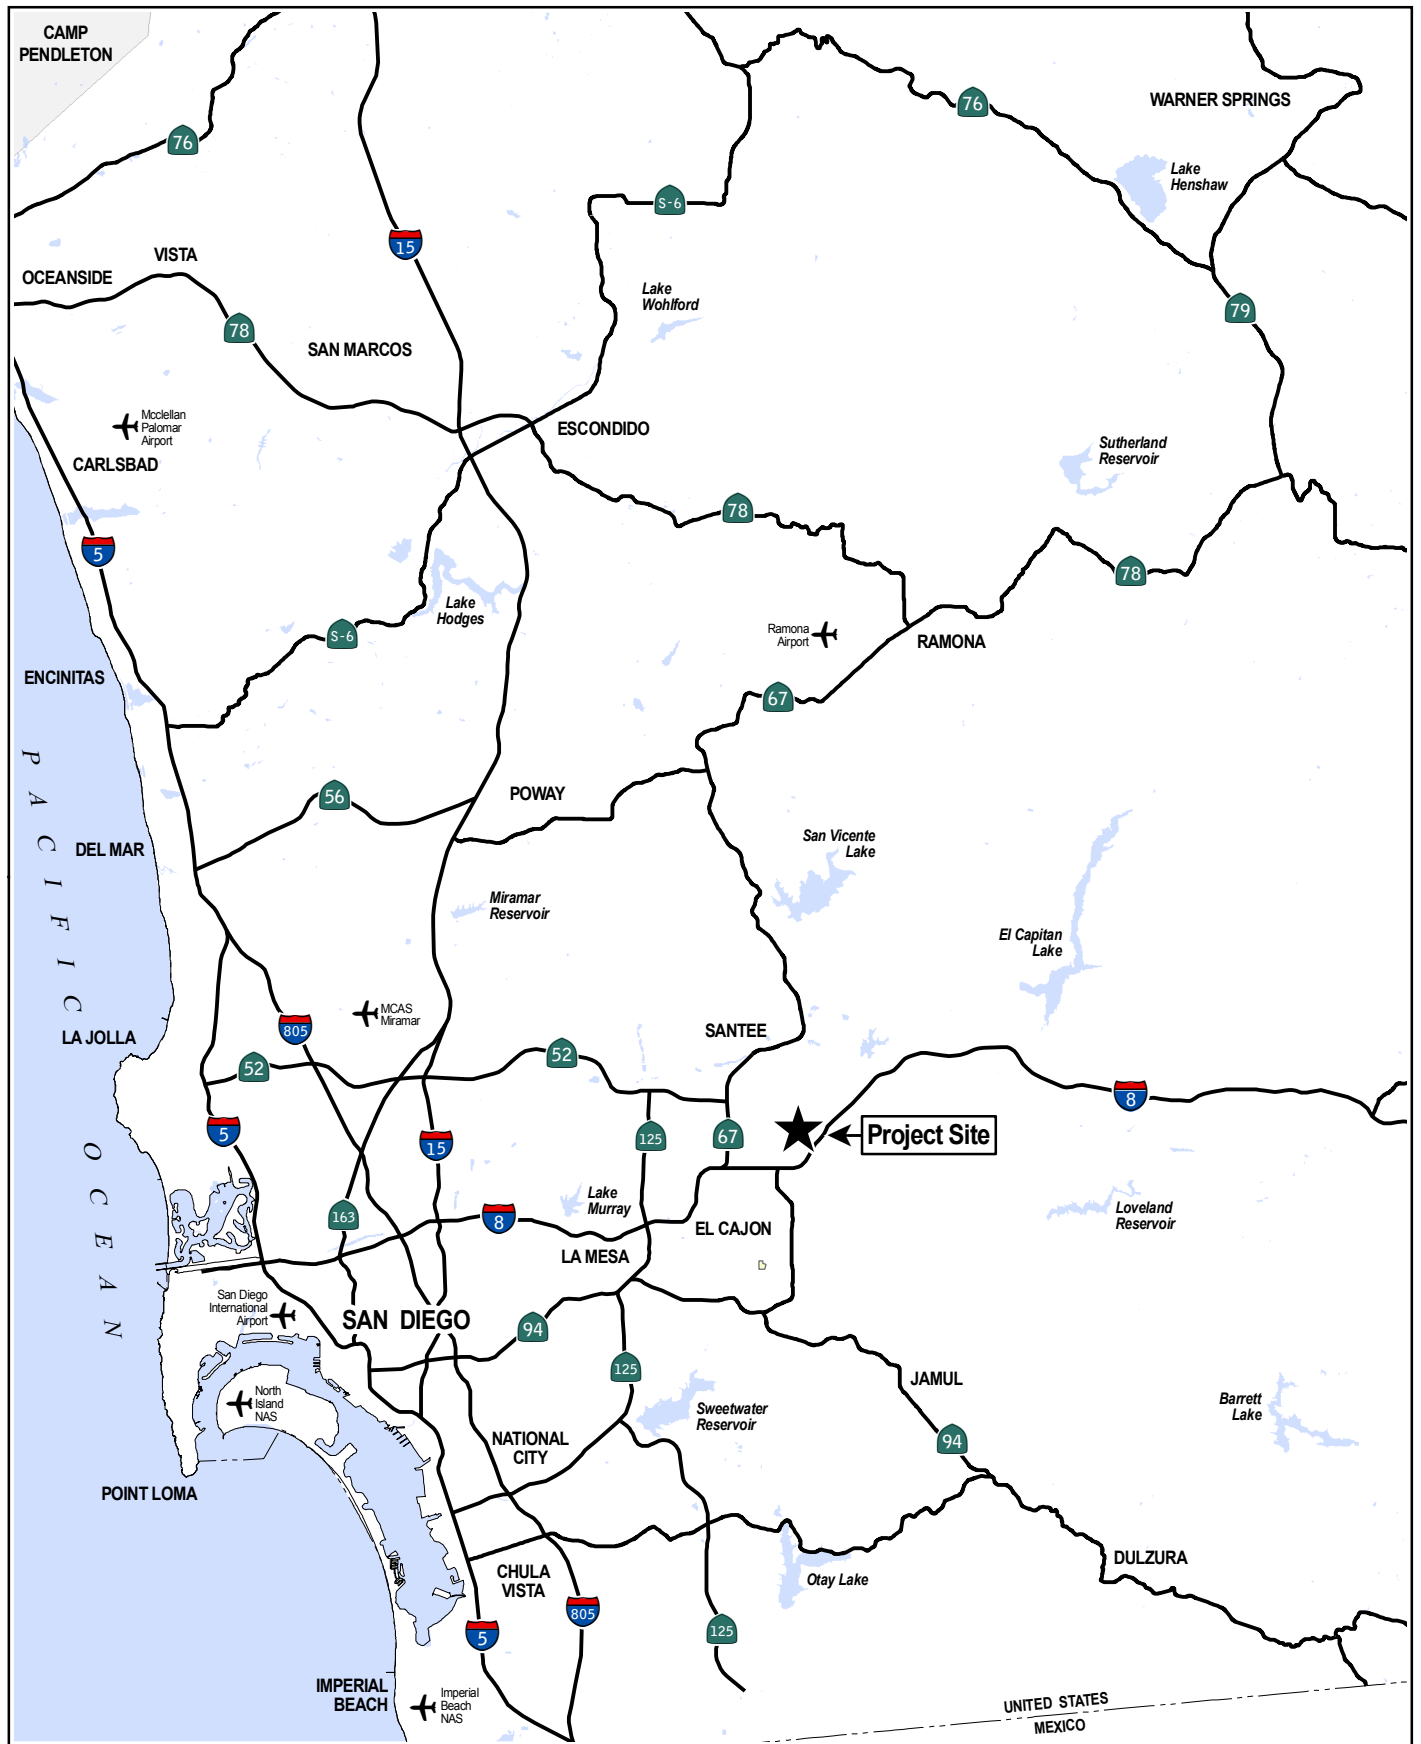 CAMP
PENDLETON
76
WARNER SPRINGS
76
Lake
Henshaw
S-6
15
VISTA
OCEANSIDE
Lake
Wohlford
79
78
SAN MARCOS
Mcclellan
Palomar
Airport
ESCONDIDO
Sutherland
Reservoir
CARLSBAD
78
5
78
Lake
Hodges
S-6
Ramona
Airport
RAMONA
ENCINITAS
67
PACIFIC
56
POWAY
San Vicente
Lake
DEL MAR
Miramar
Reservoir
El Capitan
Lake
MCAS
Miramar
805
SANTEE
LA JOLLA
52
52
8
5
15
125
67
Project Site
OCEAN
Lake
Murray
Loveland
Reservoir
163
8
EL CAJON
LA MESA
San Diego
International
Airport
SAN DIEGO
94
125
JAMUL
North
Island
NAS
Sweetwater
Reservoir
Barrett
Lake
NATIONAL
CITY
94
POINT LOMA
DULZURA
CHULA
VISTA
Otay Lake
805
5
125
IMPERIAL
BEACH
Imperial
Beach
NAS
UNITED STATES
MEXICO